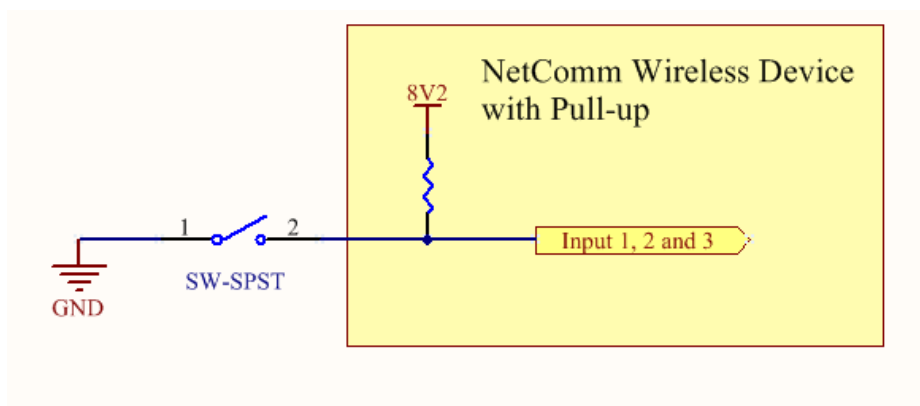 NetComm Wireless Device
with Pull-up
8V2
1
2
Input 1, 2 and 3
SW-SPST
GND